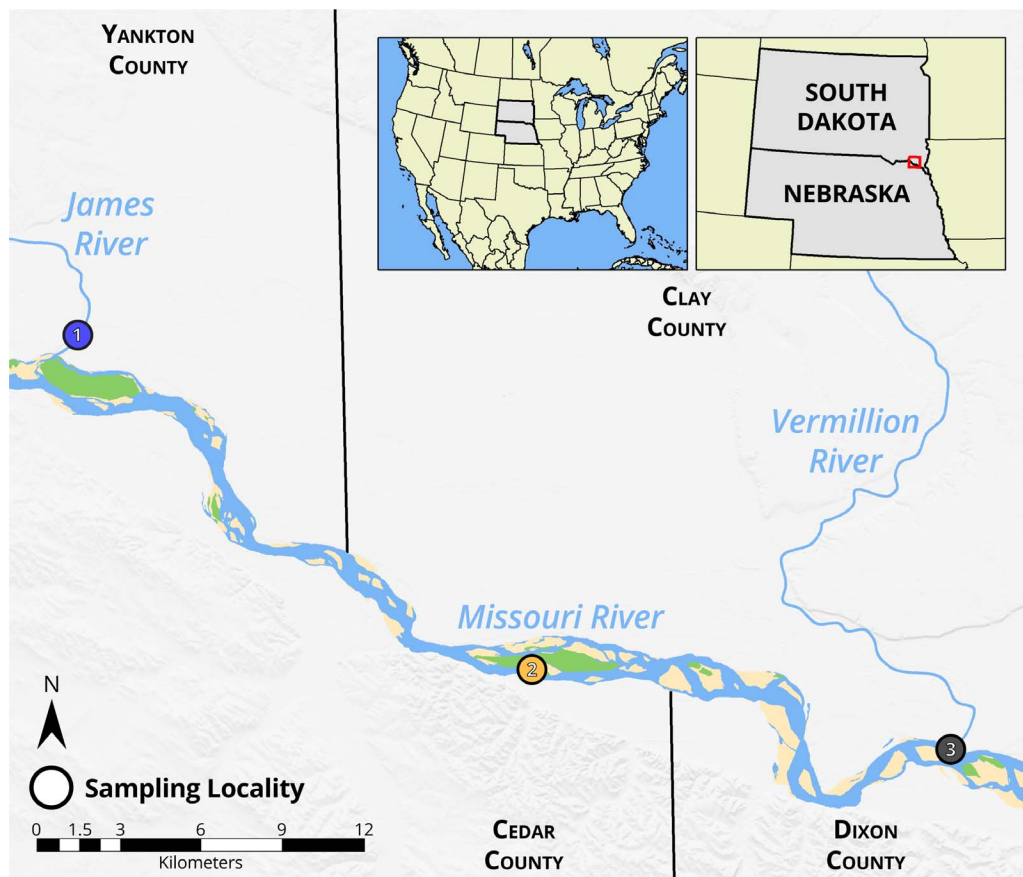 YANKTON
COUNTY
SOUTH
DAKOTA
NEBRASKA
James
River
1
CLAY
COUNTY
Vermillion
River
Missouri River
2
N
3
Sampling Locality
0 1.5 3 6 9 12
Kilometers
CEDAR
COUNTY
DIXON
COUNTY